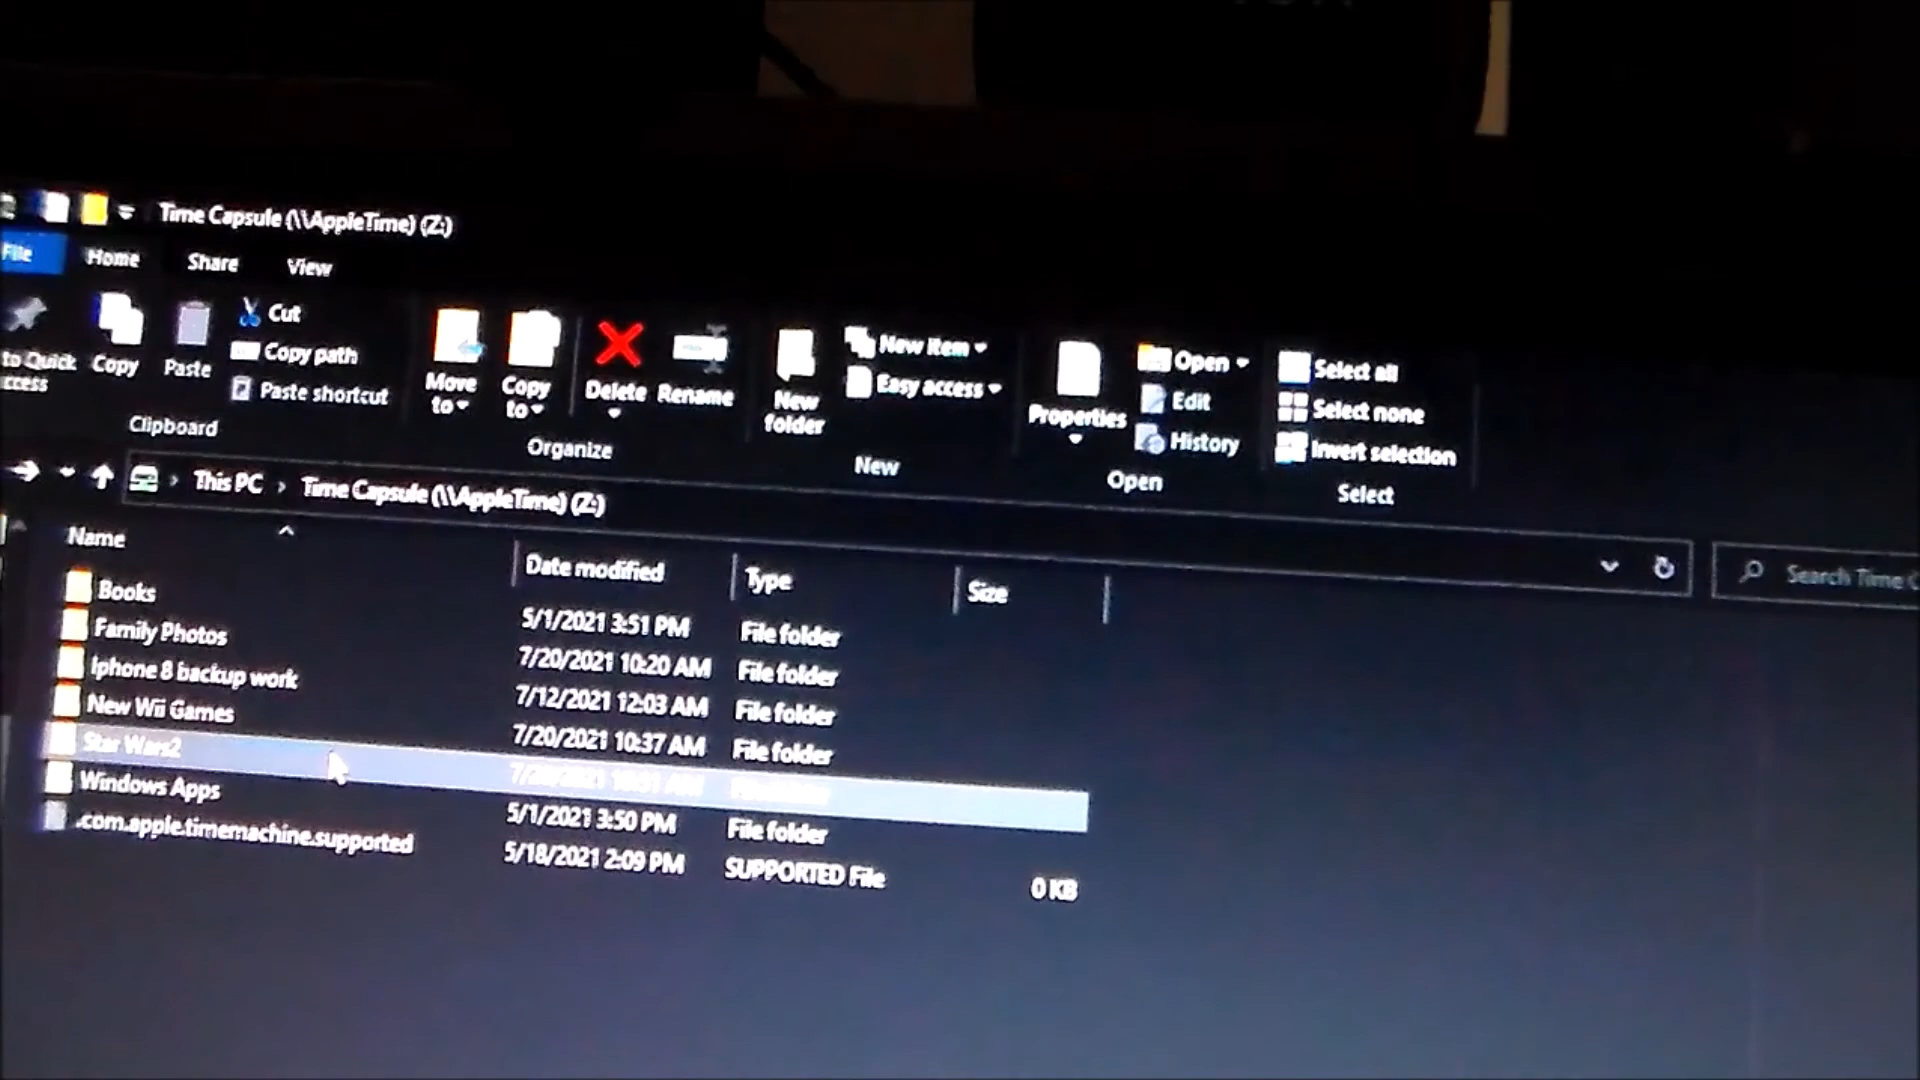 Time Capsule (\\AppleTime) (Z:)
File Home Share View
to Quick Copy Paste Cut
Copy path
Paste shortcut
Move to Copy to Delete Rename
New folder
New item
Easy access
Properties
Open
Edit
History
Select all
Select none
Invert selection
Clipboard Organize New Open Select
This PC > Time Capsule (\\AppleTime) (Z:)
Search Time
Name Date modified Type Size
Books 5/1/2021 3:51 PM File folder
Family Photos 7/20/2021 10:20 AM File folder
Iphone 8 backup work 7/12/2021 12:03 AM File folder
New Wii Games 7/20/2021 10:37 AM File folder
Star Wars2
Windows Apps 5/1/2021 3:50 PM File folder
.com.apple.timemachine.supported 5/18/2021 2:09 PM SUPPORTED File 0 KB